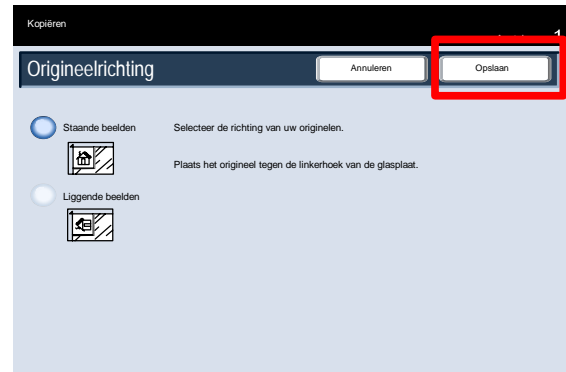 Kopiëren
1
Origineelrichting
Annuleren
Opslaan
Staande beelden
Selecteer de richting van uw originelen.
Plaats het origineel tegen de linkerhoek van de glasplaat.
Liggende beelden